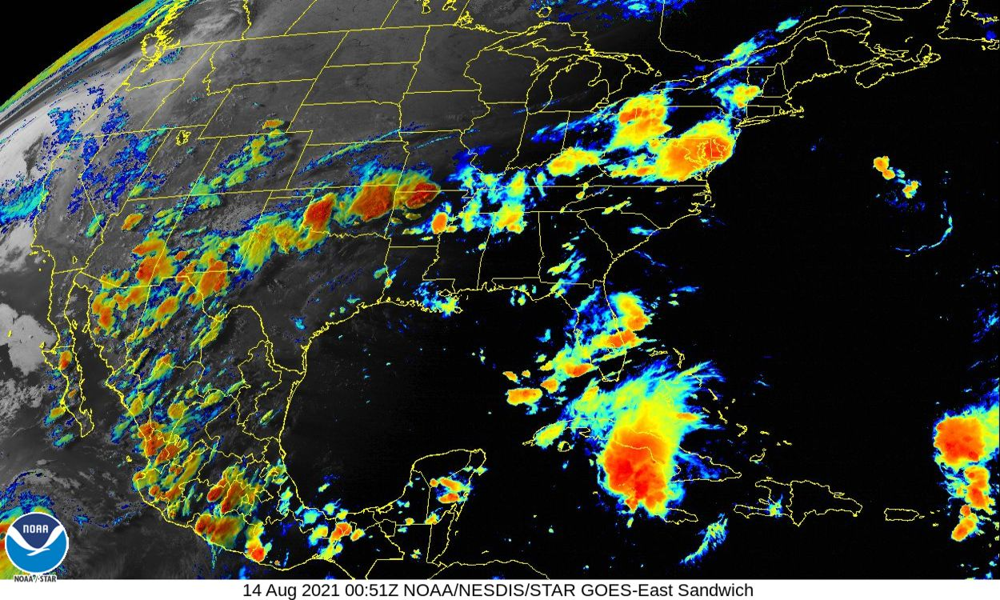 NOAA
NOAA / STAR
14 Aug 2021 00:51Z NOAA/NESDIS/STAR GOES-East Sandwich